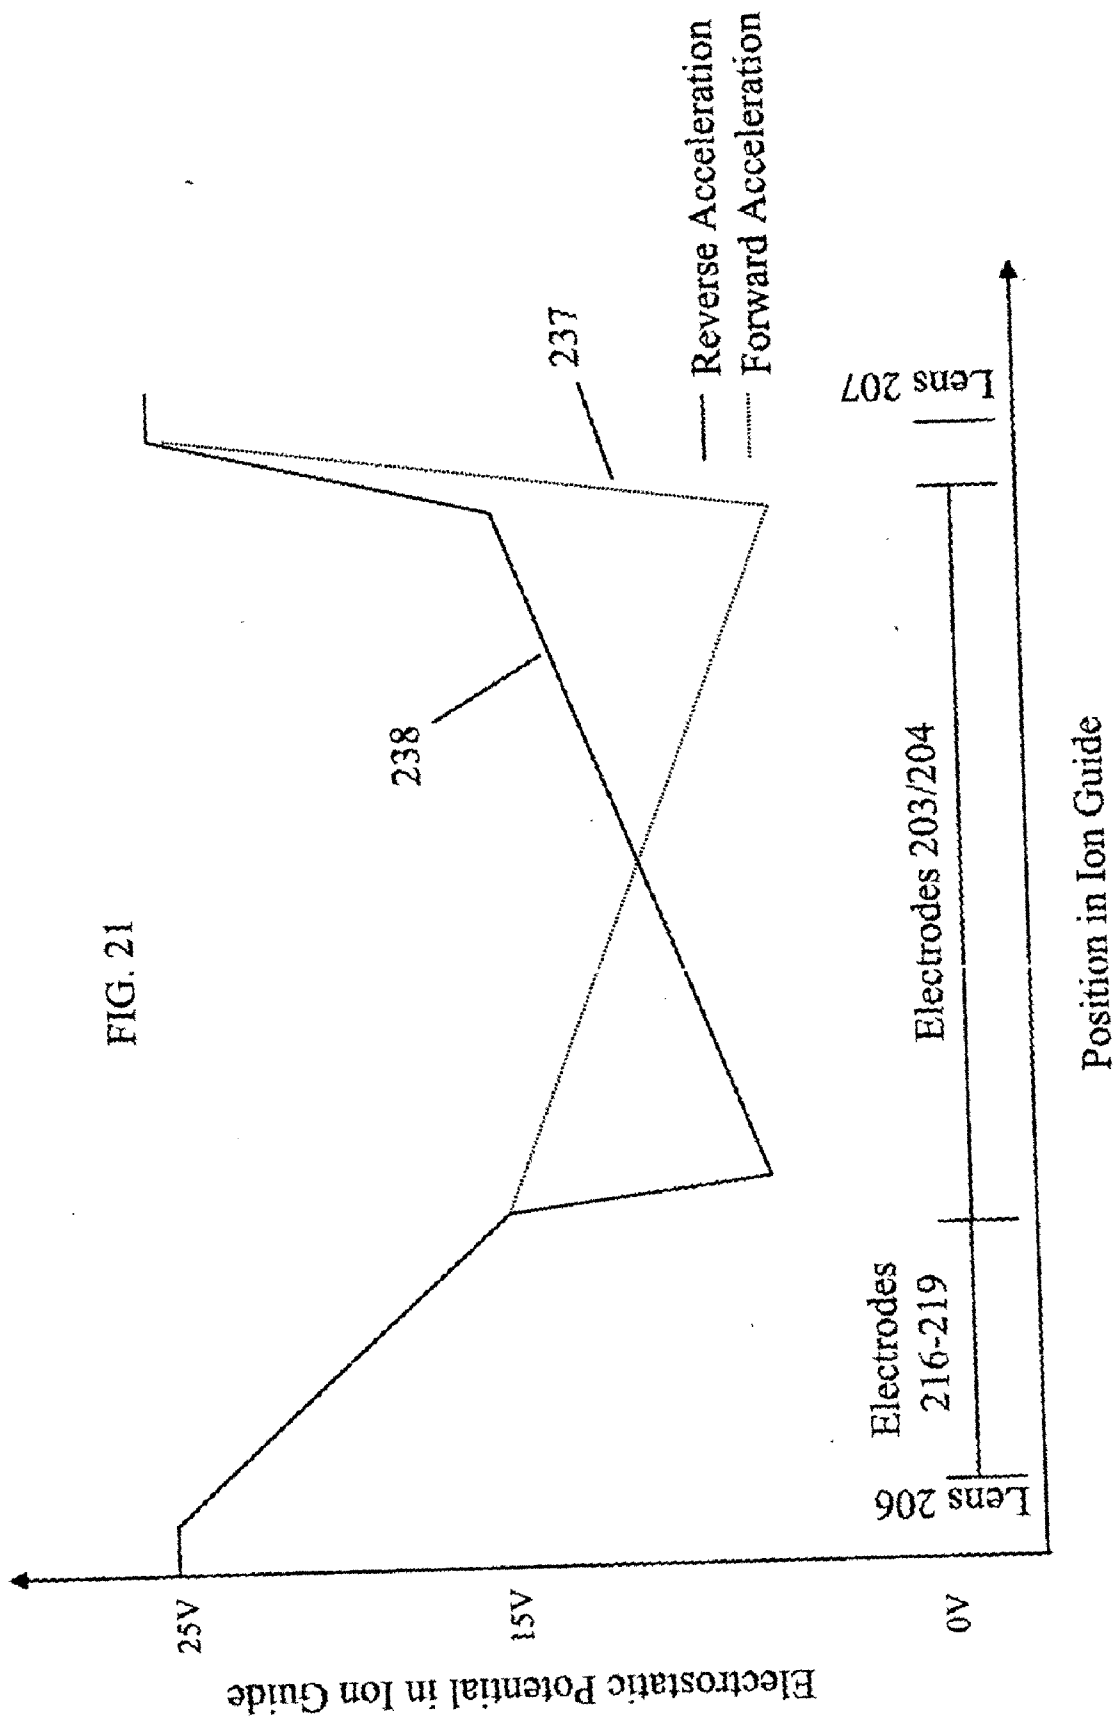 FIG. 21
237
238
Reverse Acceleration
Forward Acceleration
25V
15V
0V
Electrostatic Potential in Ion Guide
Lens 206
Electrodes
216-219
Electrodes 203/204
Lens 207
Position in Ion Guide